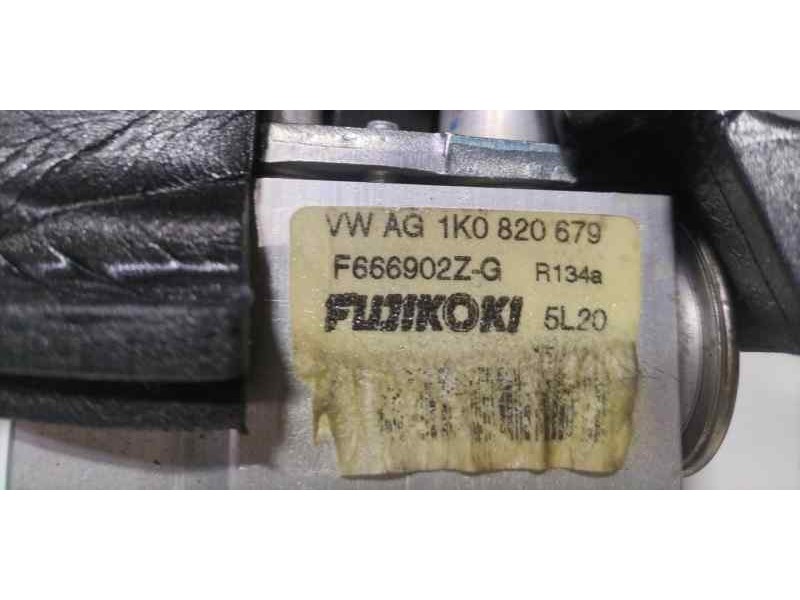 VW AG 1K0 820 679
F666902Z-G R134a
FUJIKOKI 5L20